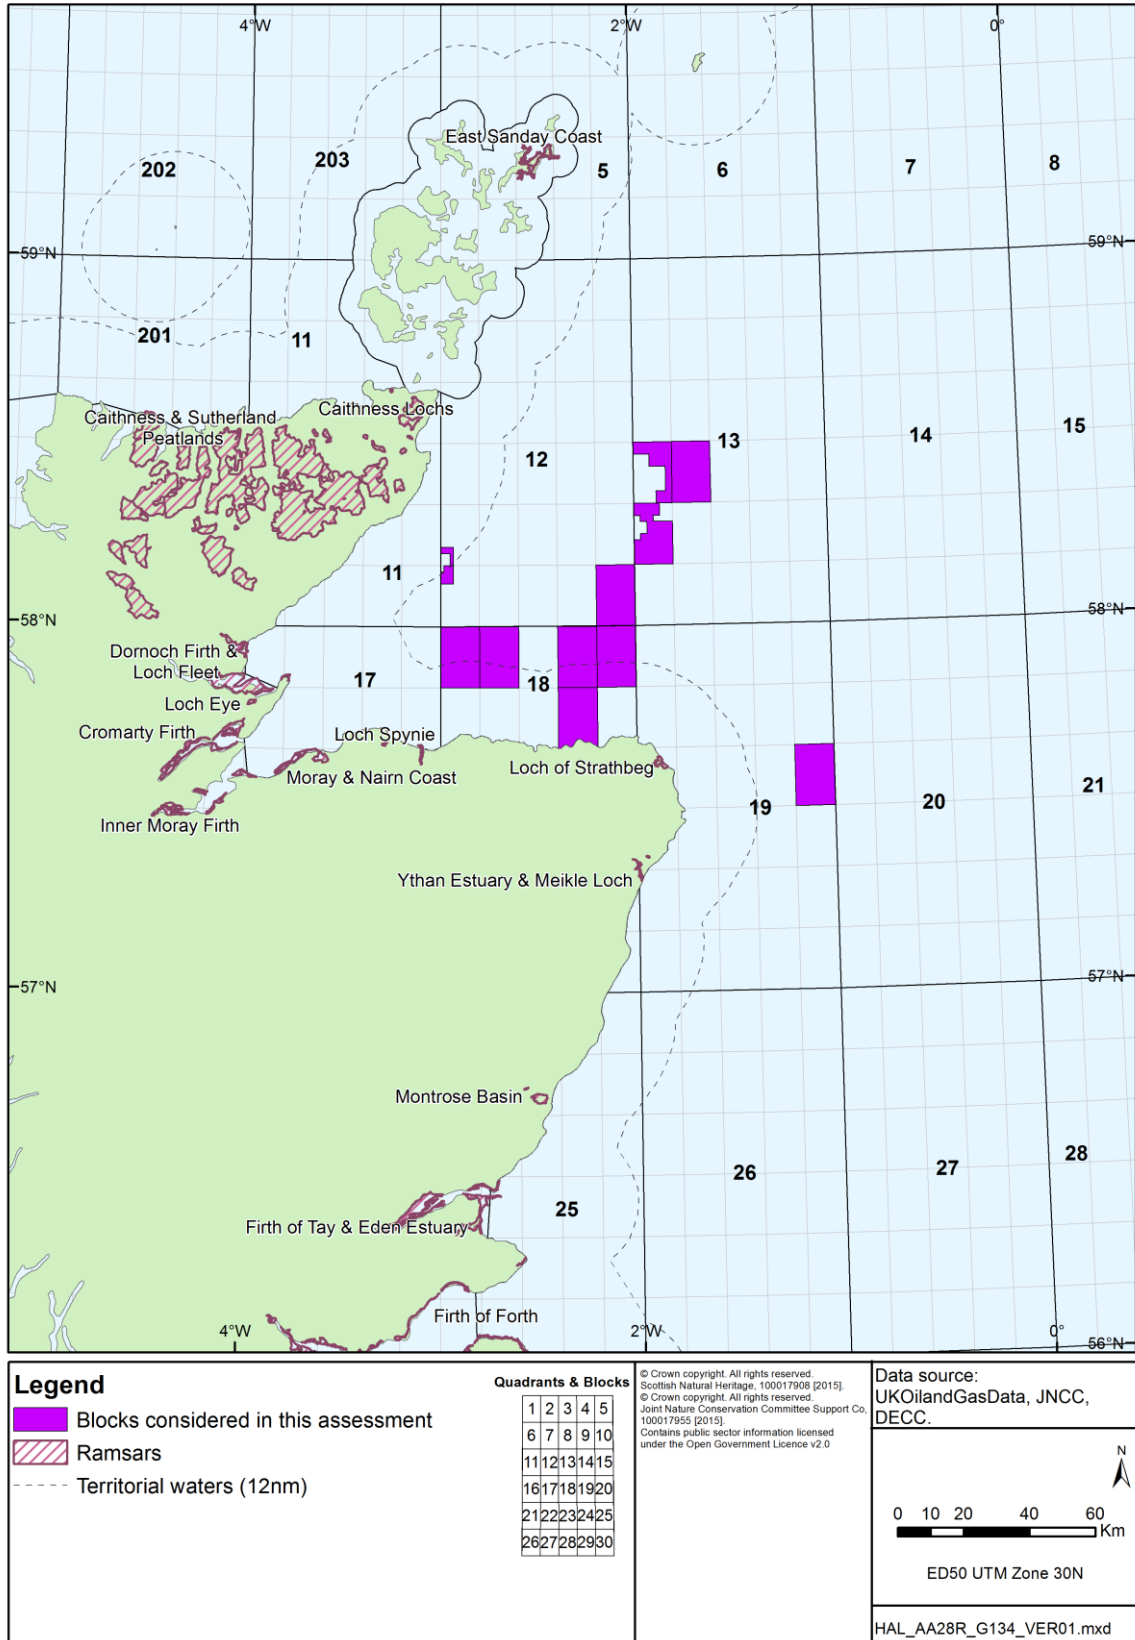 4°W
2°W
0°
East Sanday Coast
203
202
5
6
7
8
59°N
59°N
201
11
Caithness & Sutherland
Peatlands
Caithness Lochs
12
13
14
15
11
58°N
58°N
Dornoch Firth &
Loch Fleet
17
18
Loch Eye
Cromarty Firth
Loch Spynie
Moray & Nairn Coast
Loch of Strathbeg
Inner Moray Firth
19
20
21
Ythan Estuary & Meikle Loch
57°N
57°N
Montrose Basin
26
27
28
25
Firth of Tay & Eden Estuary
Firth of Forth
4°W
2°W
0°
56°N
Legend
Blocks considered in this assessment
Ramsars
Territorial waters (12nm)
Quadrants & Blocks
1 2 3 4 5
6 7 8 9 10
11 12 13 14 15
16 17 18 19 20
21 22 23 24 25
26 27 28 29 30
© Crown copyright. All rights reserved.
Scottish Natural Heritage, 100017908 [2015].
© Crown copyright. All rights reserved.
Joint Nature Conservation Committee Support Co,
100017955 [2015].
Contains public sector information licensed
under the Open Government Licence v2.0
Data source:
UKOilandGasData, JNCC,
DECC.
N
0 10 20 40 60
Km
ED50 UTM Zone 30N
HAL_AA28R_G134_VER01.mxd